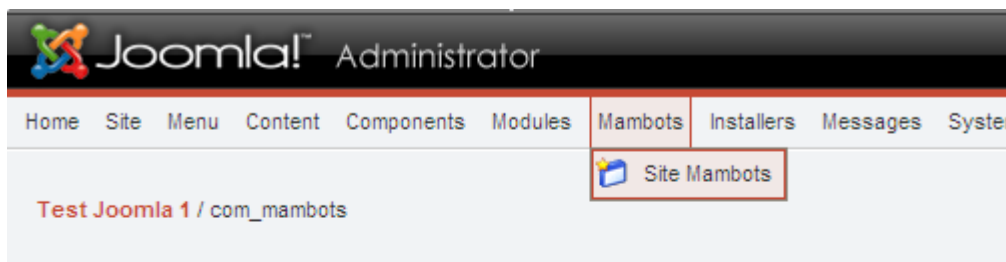 Joomla!™ Administrator
Home Site Menu Content Components Modules Mambots Installers Messages
Site Mambots
Test Joomla 1 / com_mambots